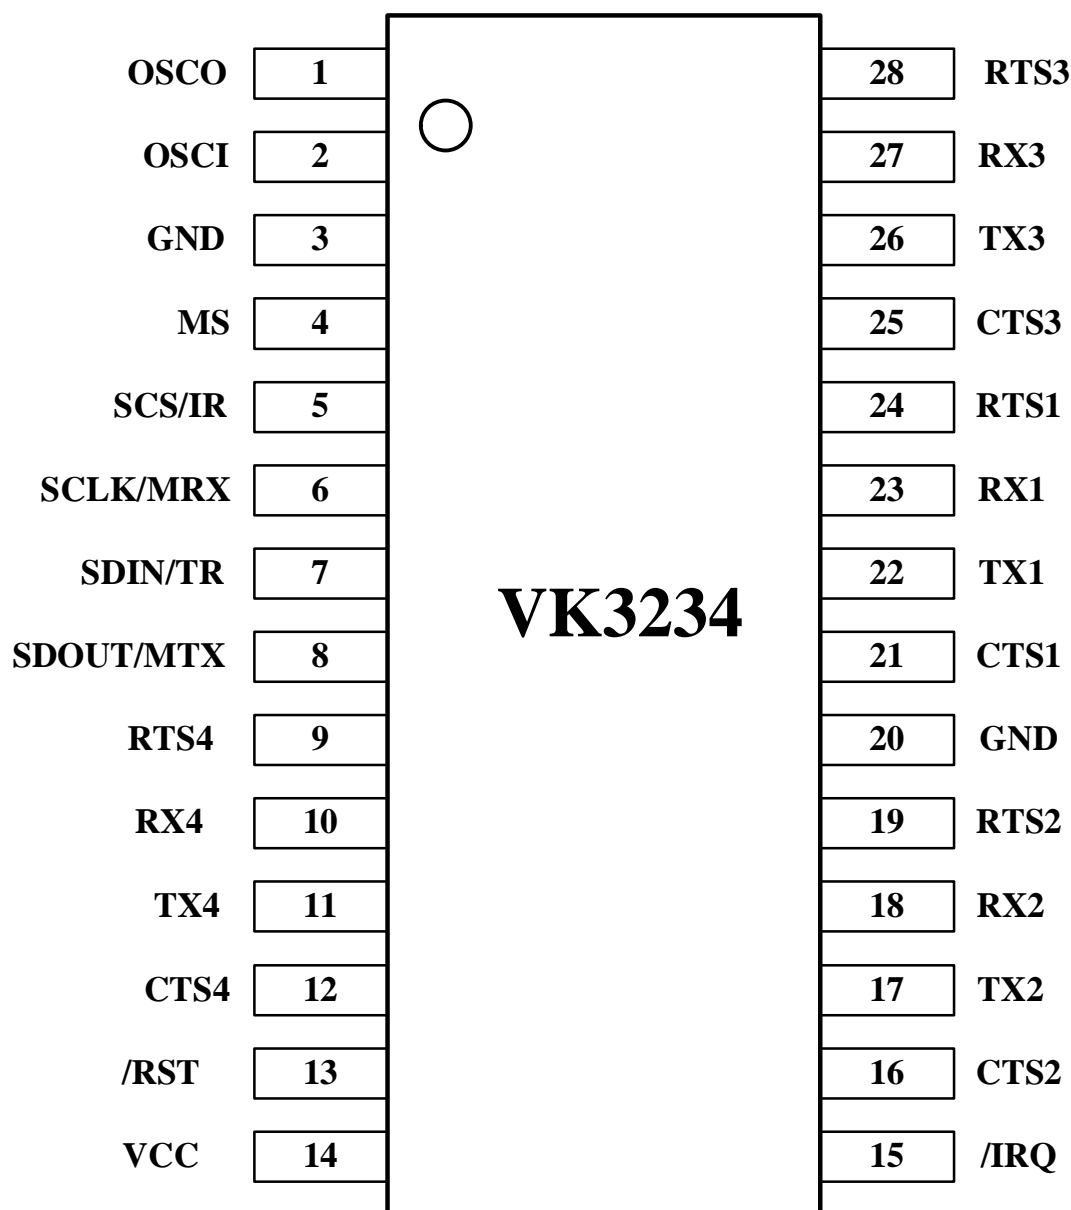 OSCO 1 28 RTS3
OSCI 2 27 RX3
GND 3 26 TX3
MS 4 25 CTS3
SCS/IR 5 24 RTS1
SCLK/MRX 6 23 RX1
SDIN/TR 7 22 TX1
VK3234
SDOUT/MTX 8 21 CTS1
RTS4 9 20 GND
RX4 10 19 RTS2
TX4 11 18 RX2
CTS4 12 17 TX2
/RST 13 16 CTS2
VCC 14 15 /IRQ